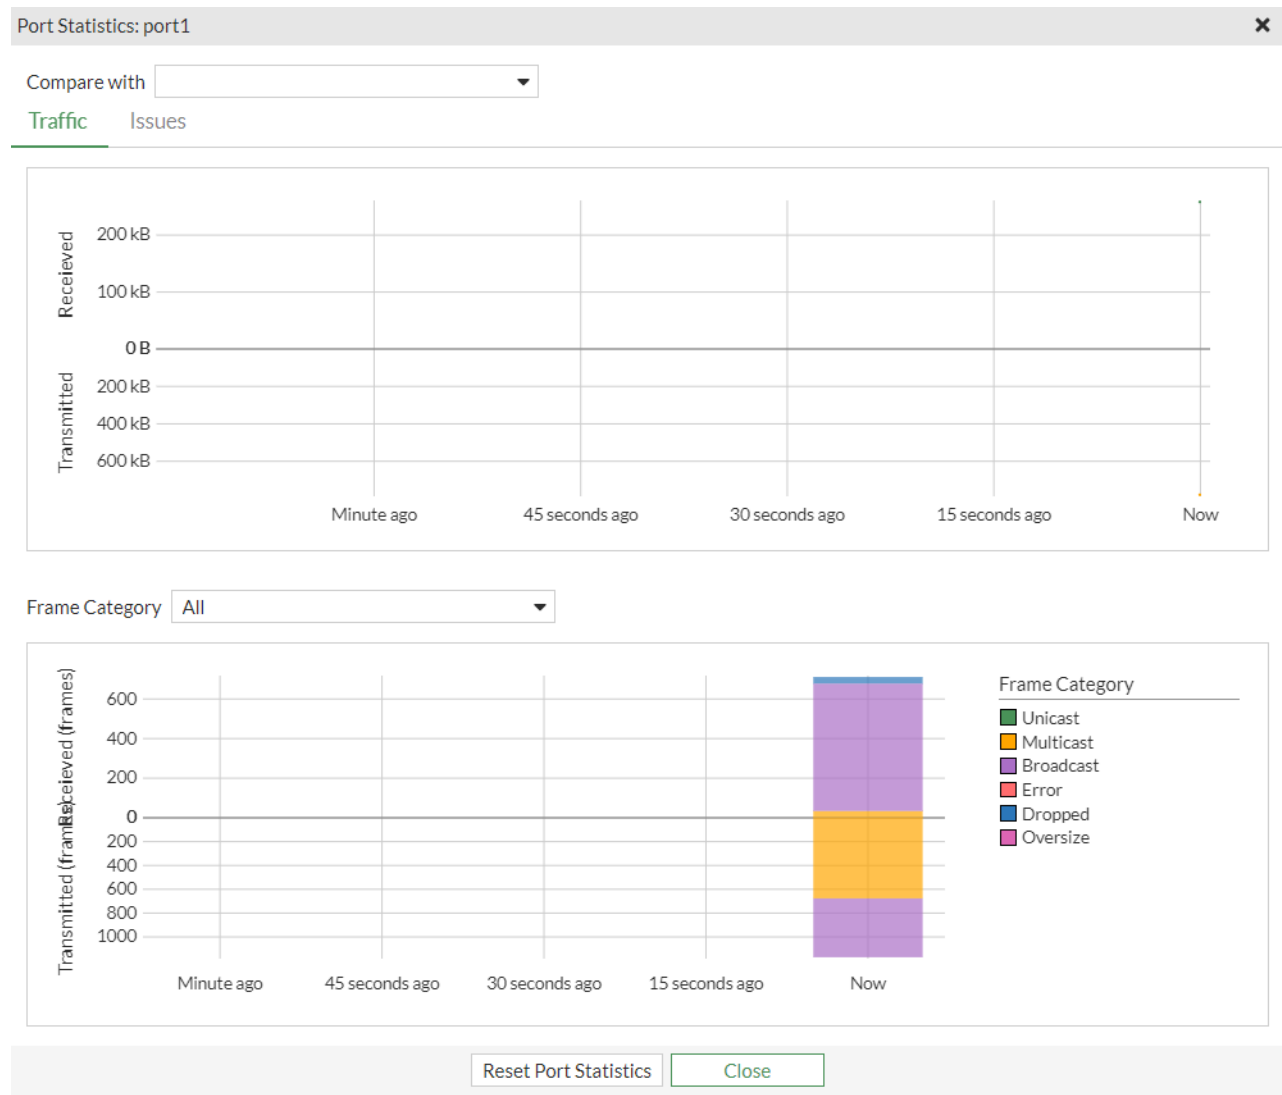 Port Statistics: port1
Compare with
Traffic Issues
Receieved
200 kB
100 kB
0 B
Transmitted
200 kB
400 kB
600 kB
Minute ago 45 seconds ago 30 seconds ago 15 seconds ago Now
Frame Category All
Receieved (frames)
600
400
200
0
Transmitted (frames)
200
400
600
800
1000
Minute ago 45 seconds ago 30 seconds ago 15 seconds ago Now
Frame Category
Unicast
Multicast
Broadcast
Error
Dropped
Oversize
Reset Port Statistics Close